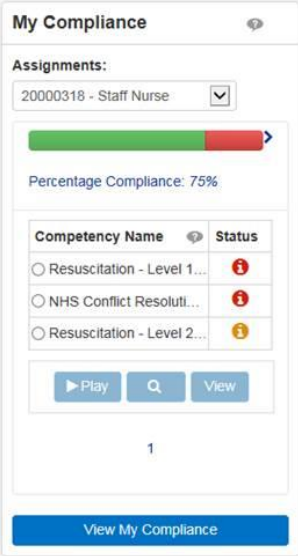 My Compliance
Assignments:
20000318 - Staff Nurse
Percentage Compliance: 75%
Competency Name Status
Resuscitation - Level 1...
NHS Conflict Resoluti...
Resuscitation - Level 2...
Play View
1
View My Compliance